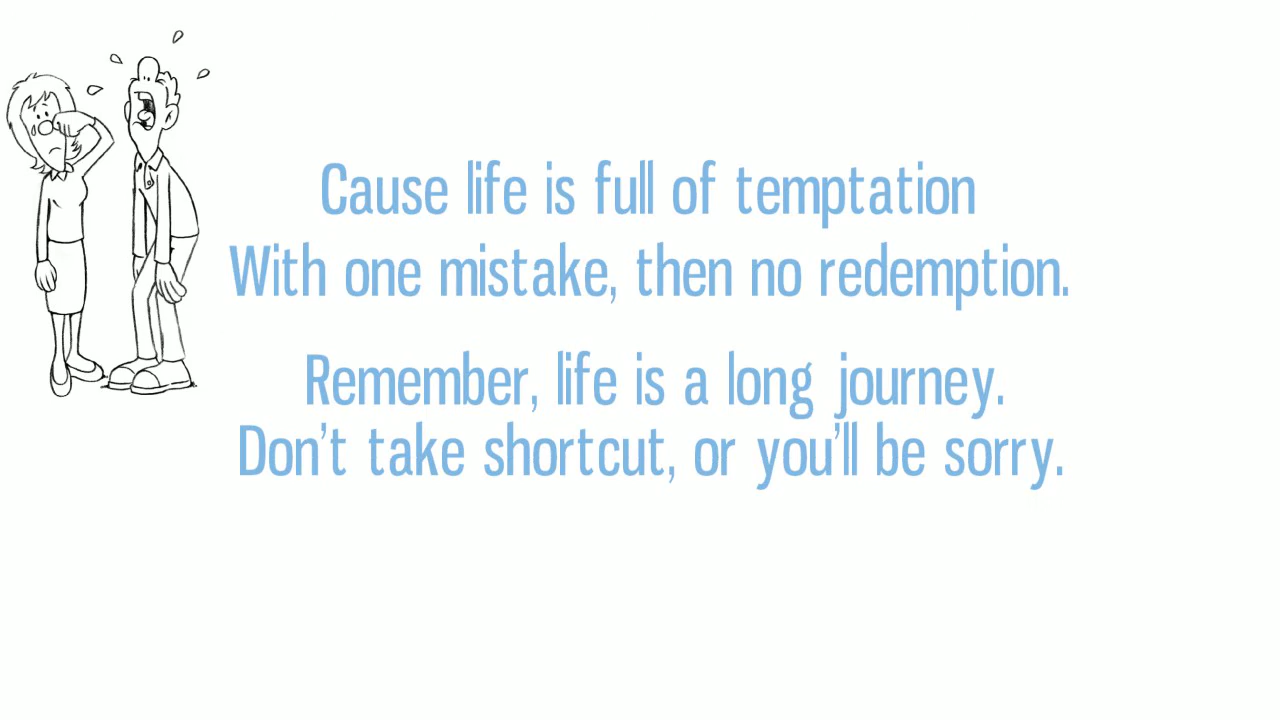 Cause life is full of temptation
With one mistake, then no redemption.
Remember, life is a long journey.
Don't take shortcut, or you'll be sorry.